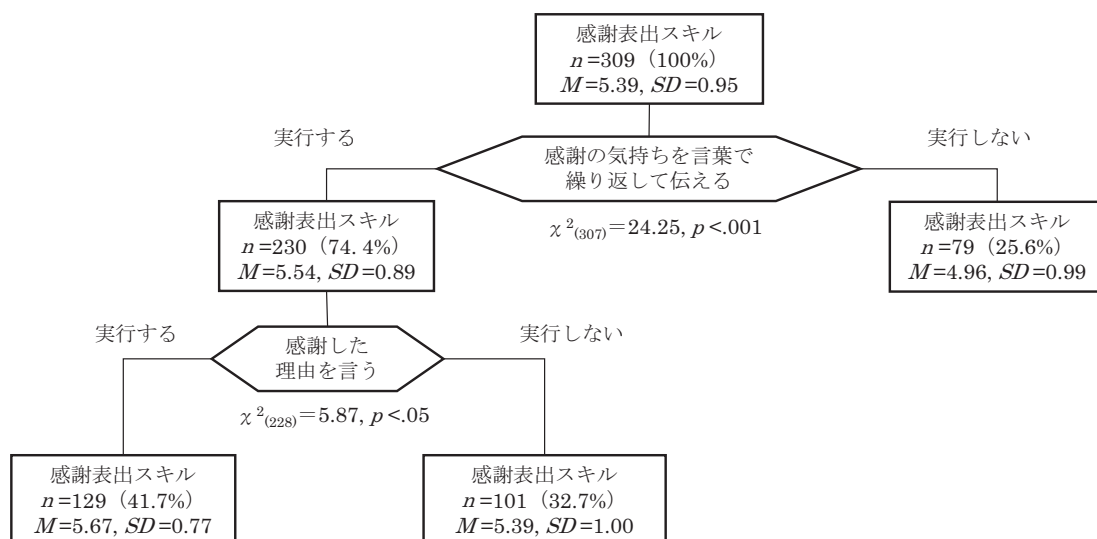 感謝表出スキル
n=309（100%）
M=5.39, SD=0.95
実行する
感謝の気持ちを言葉で
繰り返して伝える
実行しない
感謝表出スキル
n=230（74.4%）
M=5.54, SD=0.89
χ²₍₃₀₇₎＝24.25, p<.001
感謝表出スキル
n=79（25.6%）
M=4.96, SD=0.99
実行する
感謝した
理由を言う
実行しない
χ²₍₂₂₈₎＝5.87, p<.05
感謝表出スキル
n=129（41.7%）
M=5.67, SD=0.77
感謝表出スキル
n=101（32.7%）
M=5.39, SD=1.00